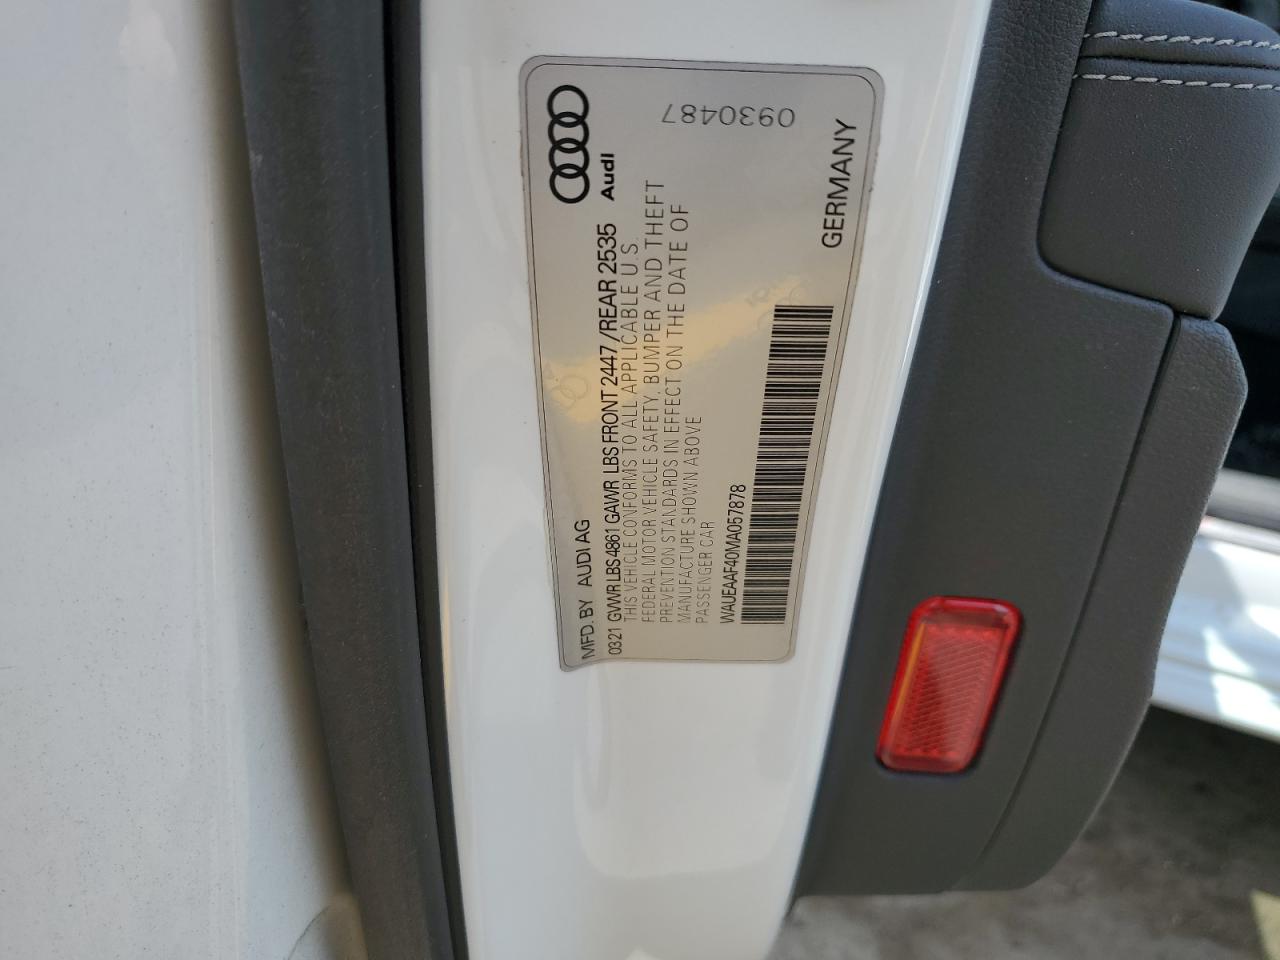 MFD. BY AUDI AG
Audi
0321 GVWR LBS 4861 GAWR LBS FRONT 2447 /REAR 2535
THIS VEHICLE CONFORMS TO ALL APPLICABLE U.S.
FEDERAL MOTOR VEHICLE SAFETY, BUMPER AND THEFT
PREVENTION STANDARDS IN EFFECT ON THE DATE OF
MANUFACTURE SHOWN ABOVE
PASSENGER CAR
0930487
WAUEAAF40MA057878
GERMANY